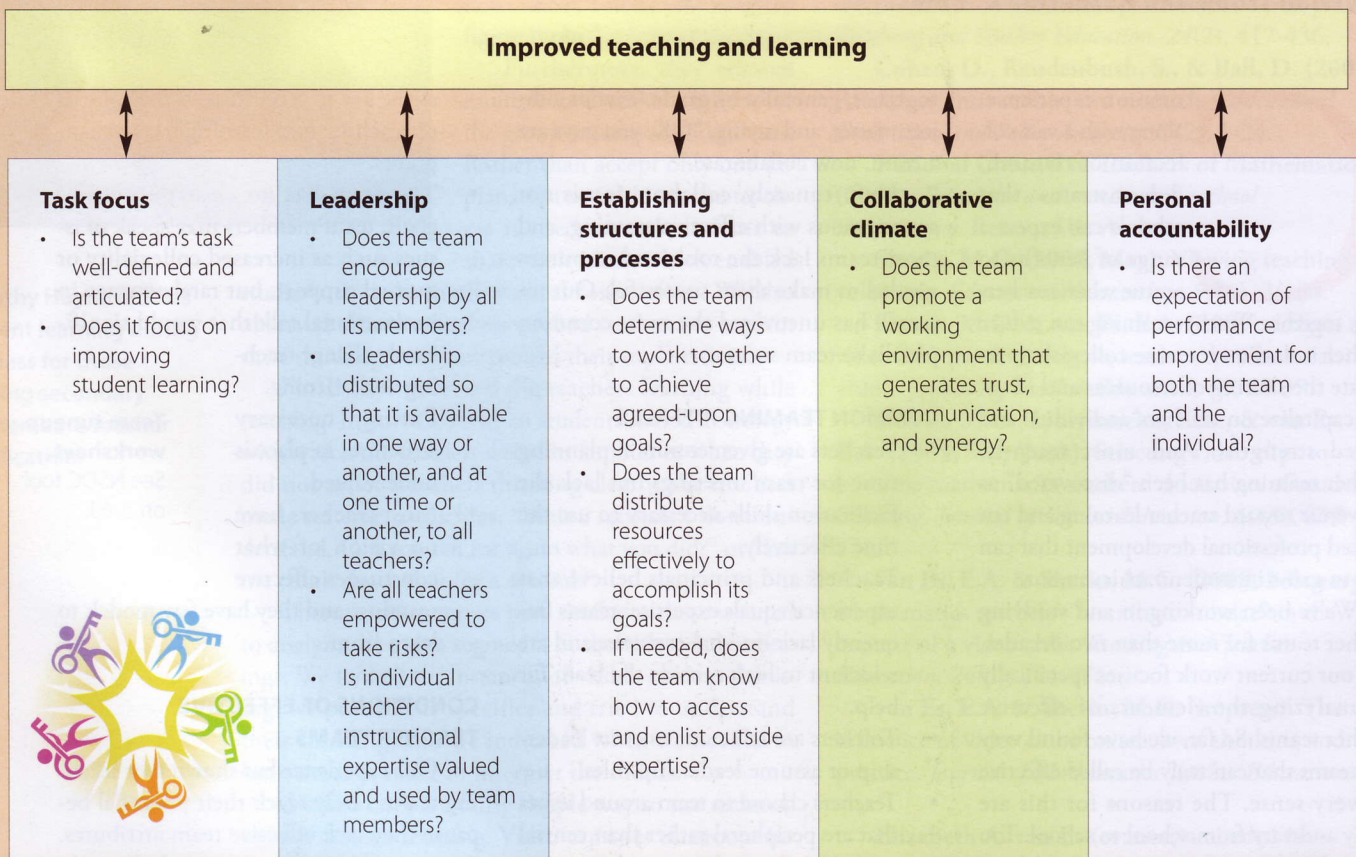 Improved teaching and learning
Task focus
• Is the team's task
well-defined and
articulated?
• Does it focus on
improving
student learning?
Leadership
• Does the team
encourage
leadership by all
its members?
• Is leadership
distributed so
that it is available
in one way or
another, and at
one time or
another, to all
teachers?
• Are all teachers
empowered to
take risks?
• Is individual
teacher
instructional
expertise valued
and used by team
members?
Establishing
structures and
processes
• Does the team
determine ways
to work together
to achieve
agreed-upon
goals?
• Does the team
distribute
resources
effectively to
accomplish its
goals?
• If needed, does
the team know
how to access
and enlist outside
expertise?
Collaborative
climate
• Does the team
promote a
working
environment that
generates trust,
communication,
and synergy?
Personal
accountability
• Is there an
expectation of
performance
improvement for
both the team
and the
individual?